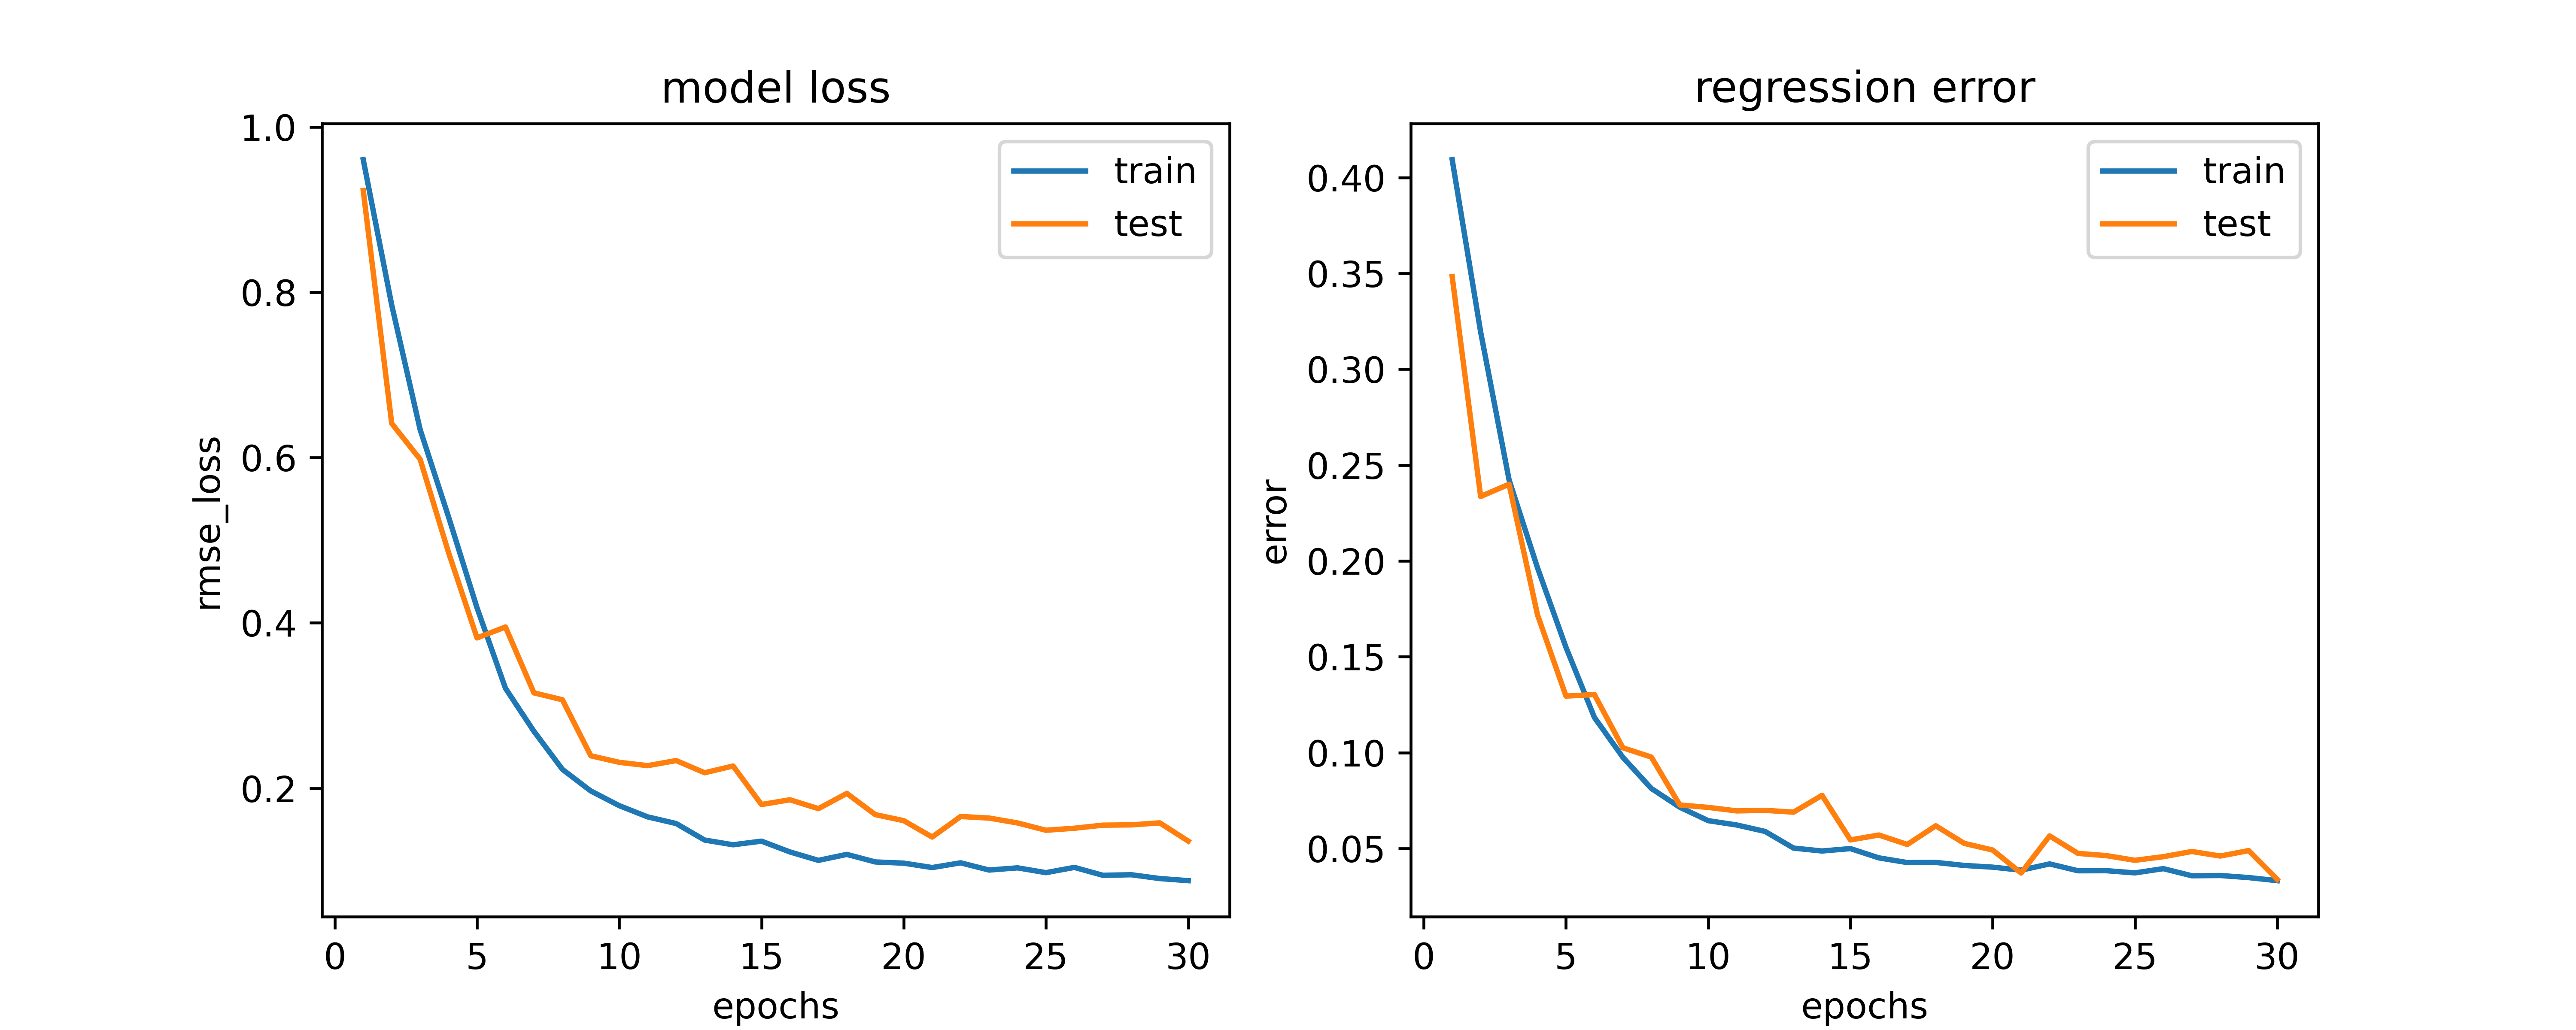 model loss
1.0
0.8
0.6
0.4
0.2
rmse_loss
train
test
0 5 10 15 20 25 30
epochs
regression error
0.40
0.35
0.30
0.25
0.20
0.15
0.10
0.05
error
train
test
0 5 10 15 20 25 30
epochs